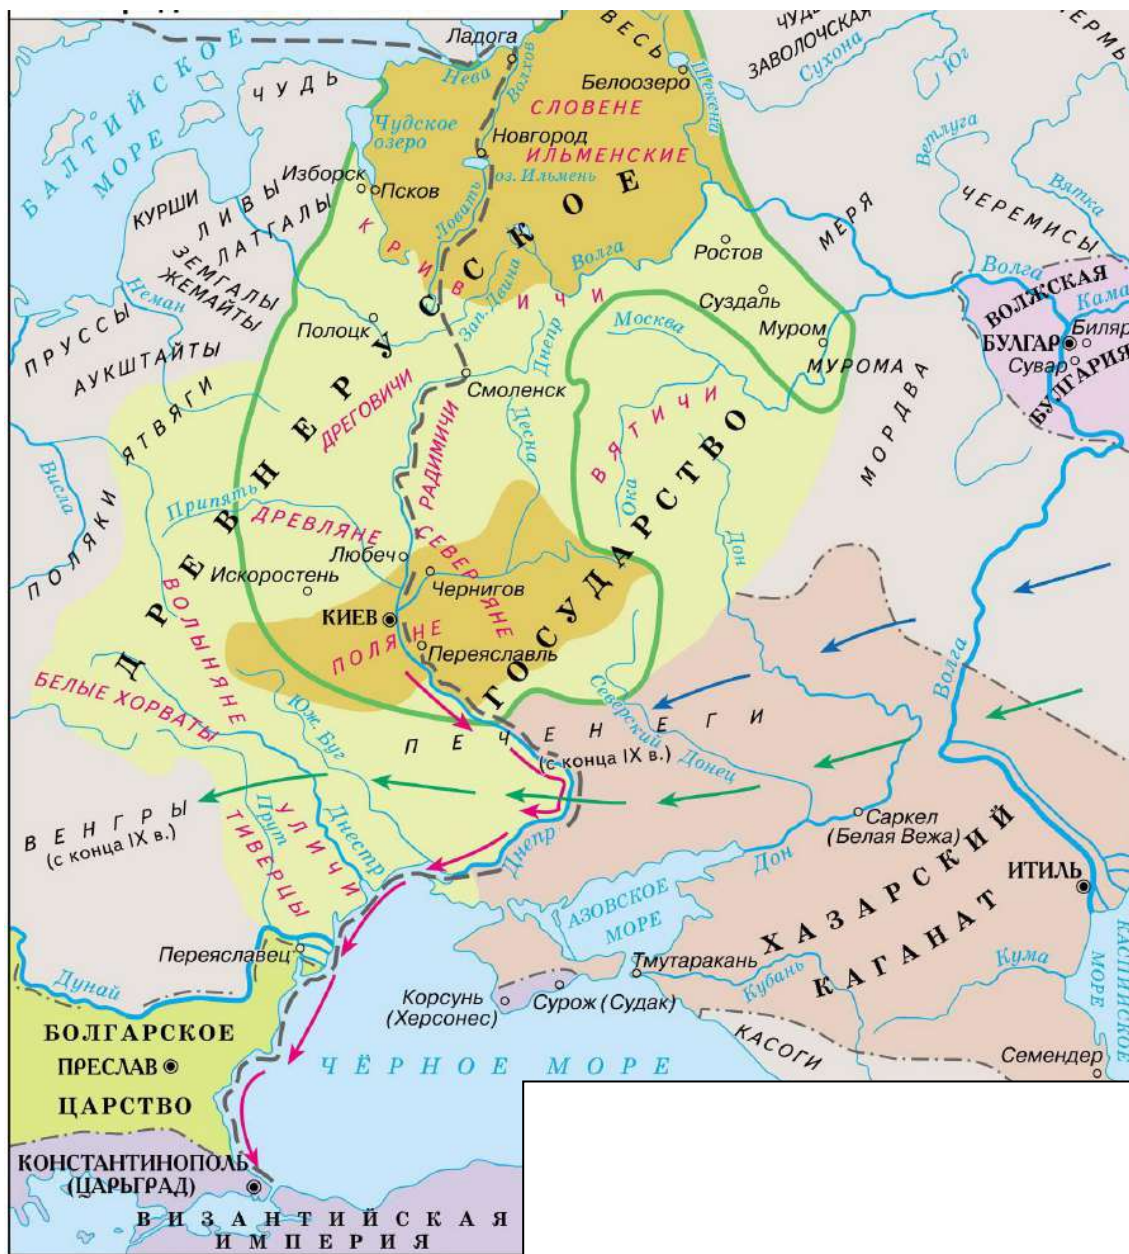 БАЛТИЙСКОЕ
МОРЕ
ЧУДЬ
Ладога
Нева
Волхов
ВЕСЬ
Белоозеро
Шексна
ЧУДЬ
ЗАВОЛОЧСКАЯ
Сухона
Юг
ПЕРМЬ
СЛОВЕНЕ
ИЛЬМЕНСКИЕ
Чудское
озеро
Новгород
оз. Ильмень
Изборск
Псков
Ловать
Ветлуга
Вятка
ЧЕРЕМИСЫ
МЕРЯ
КУРШИ
ЛИВЫ
ЛАТГАЛЫ
ЗЕМГАЛЫ
ЖЕМАЙТЫ
Неман
ПРУССЫ
АУКШТАЙТЫ
ЯТВЯГИ
КРИВИЧИ
Зап. Двина
Волга
Ростов
Суздаль
Муром
МУРОМА
Москва
Полоцк
Днепр
Смоленск
Волга
ВОЛЖСКАЯ
БУЛГАРИЯ
Кама
Биляр
БУЛГАР
Сувар
МОРДВА
ДРЕВНЕРУССКОЕ
ГОСУДАРСТВО
ДРЕГОВИЧИ
РАДИМИЧИ
Десна
ВЯТИЧИ
Ока
Дон
Висла
ПОЛЯКИ
Припять
ДРЕВЛЯНЕ
Любеч
СЕВЕРЯНЕ
Искоростень
Чернигов
КИЕВ
ПОЛЯНЕ
Переяславль
ВОЛЫНЯНЕ
БЕЛЫЕ ХОРВАТЫ
Юж. Буг
Северский
Донец
Волга
ПЕЧЕНЕГИ
(с конца IX в.)
ВЕНГРЫ
(с конца IX в.)
Прут
УЛИЧИ
ТИВЕРЦЫ
Днестр
Днепр
Саркел
(Белая Вежа)
Дон
ХАЗАРСКИЙ
КАГАНАТ
ИТИЛЬ
АЗОВСКОЕ
МОРЕ
КАСПИЙСКОЕ
МОРЕ
Переяславец
Дунай
Тмутаракань
Кубань
Кума
Корсунь
(Херсонес)
Сурож (Судак)
КАСОГИ
Семендер
БОЛГАРСКОЕ
ПРЕСЛАВ
ЦАРСТВО
ЧЁРНОЕ МОРЕ
КОНСТАНТИНОПОЛЬ
(ЦАРЬГРАД)
ВИЗАНТИЙСКАЯ
ИМПЕРИЯ